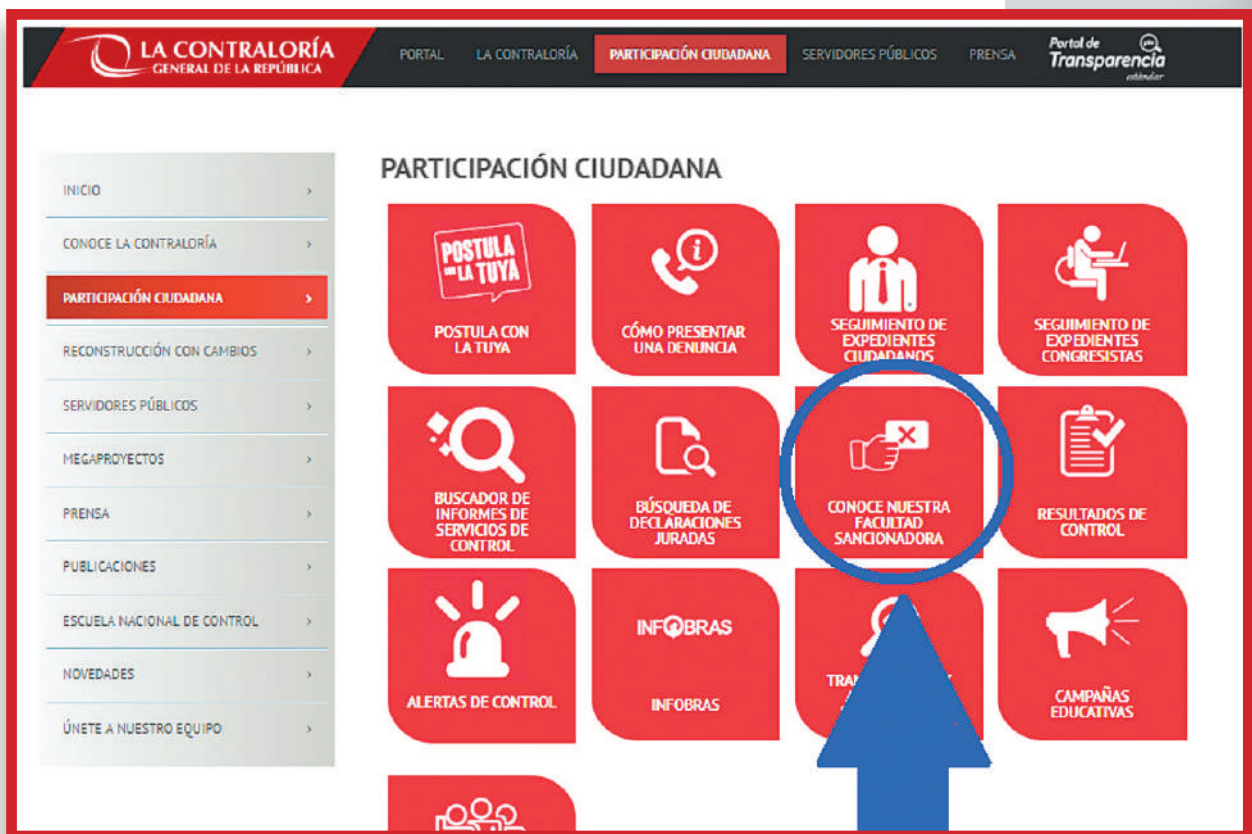 LA CONTRALORÍA
GENERAL DE LA REPÚBLICA
PORTAL
LA CONTRALORÍA
PARTICIPACIÓN CIUDADANA
SERVIDORES PÚBLICOS
PRENSA
Portal de
Transparencia
estándar
INICIO
CONOCE LA CONTRALORÍA
PARTICIPACIÓN CIUDADANA
RECONSTRUCCIÓN CON CAMBIOS
SERVIDORES PÚBLICOS
MEGAPROYECTOS
PRENSA
PUBLICACIONES
ESCUELA NACIONAL DE CONTROL
NOVEDADES
ÚNETE A NUESTRO EQUIPO
PARTICIPACIÓN CIUDADANA
POSTULA
CON LA TUYA
POSTULA CON
LA TUYA
CÓMO PRESENTAR
UNA DENUNCIA
SEGUIMIENTO DE
EXPEDIENTES
CIUDADANOS
SEGUIMIENTO DE
EXPEDIENTES
CONGRESISTAS
BUSCADOR DE
INFORMES DE
SERVICIOS DE
CONTROL
BÚSQUEDA DE
DECLARACIONES
JURADAS
CONOCE NUESTRA
FACULTAD
SANCIONADORA
RESULTADOS DE
CONTROL
ALERTAS DE CONTROL
INFOBRAS
INFOBRAS
CAMPAÑAS
EDUCATIVAS